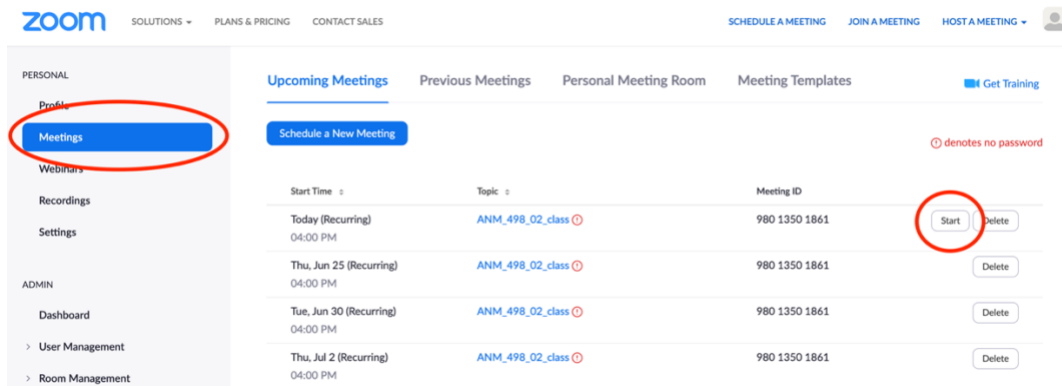 zoom SOLUTIONS PLANS & PRICING CONTACT SALES SCHEDULE A MEETING JOIN A MEETING HOST A MEETING
PERSONAL
Profile
Meetings
Webinars
Recordings
Settings
ADMIN
Dashboard
User Management
Room Management
Upcoming Meetings Previous Meetings Personal Meeting Room Meeting Templates Get Training
Schedule a New Meeting
denotes no password
Start Time Topic Meeting ID
Today (Recurring) ANM_498_02_class 980 1350 1861 Start Delete
04:00 PM
Thu, Jun 25 (Recurring) ANM_498_02_class 980 1350 1861 Delete
04:00 PM
Tue, Jun 30 (Recurring) ANM_498_02_class 980 1350 1861 Delete
04:00 PM
Thu, Jul 2 (Recurring) ANM_498_02_class 980 1350 1861 Delete
04:00 PM